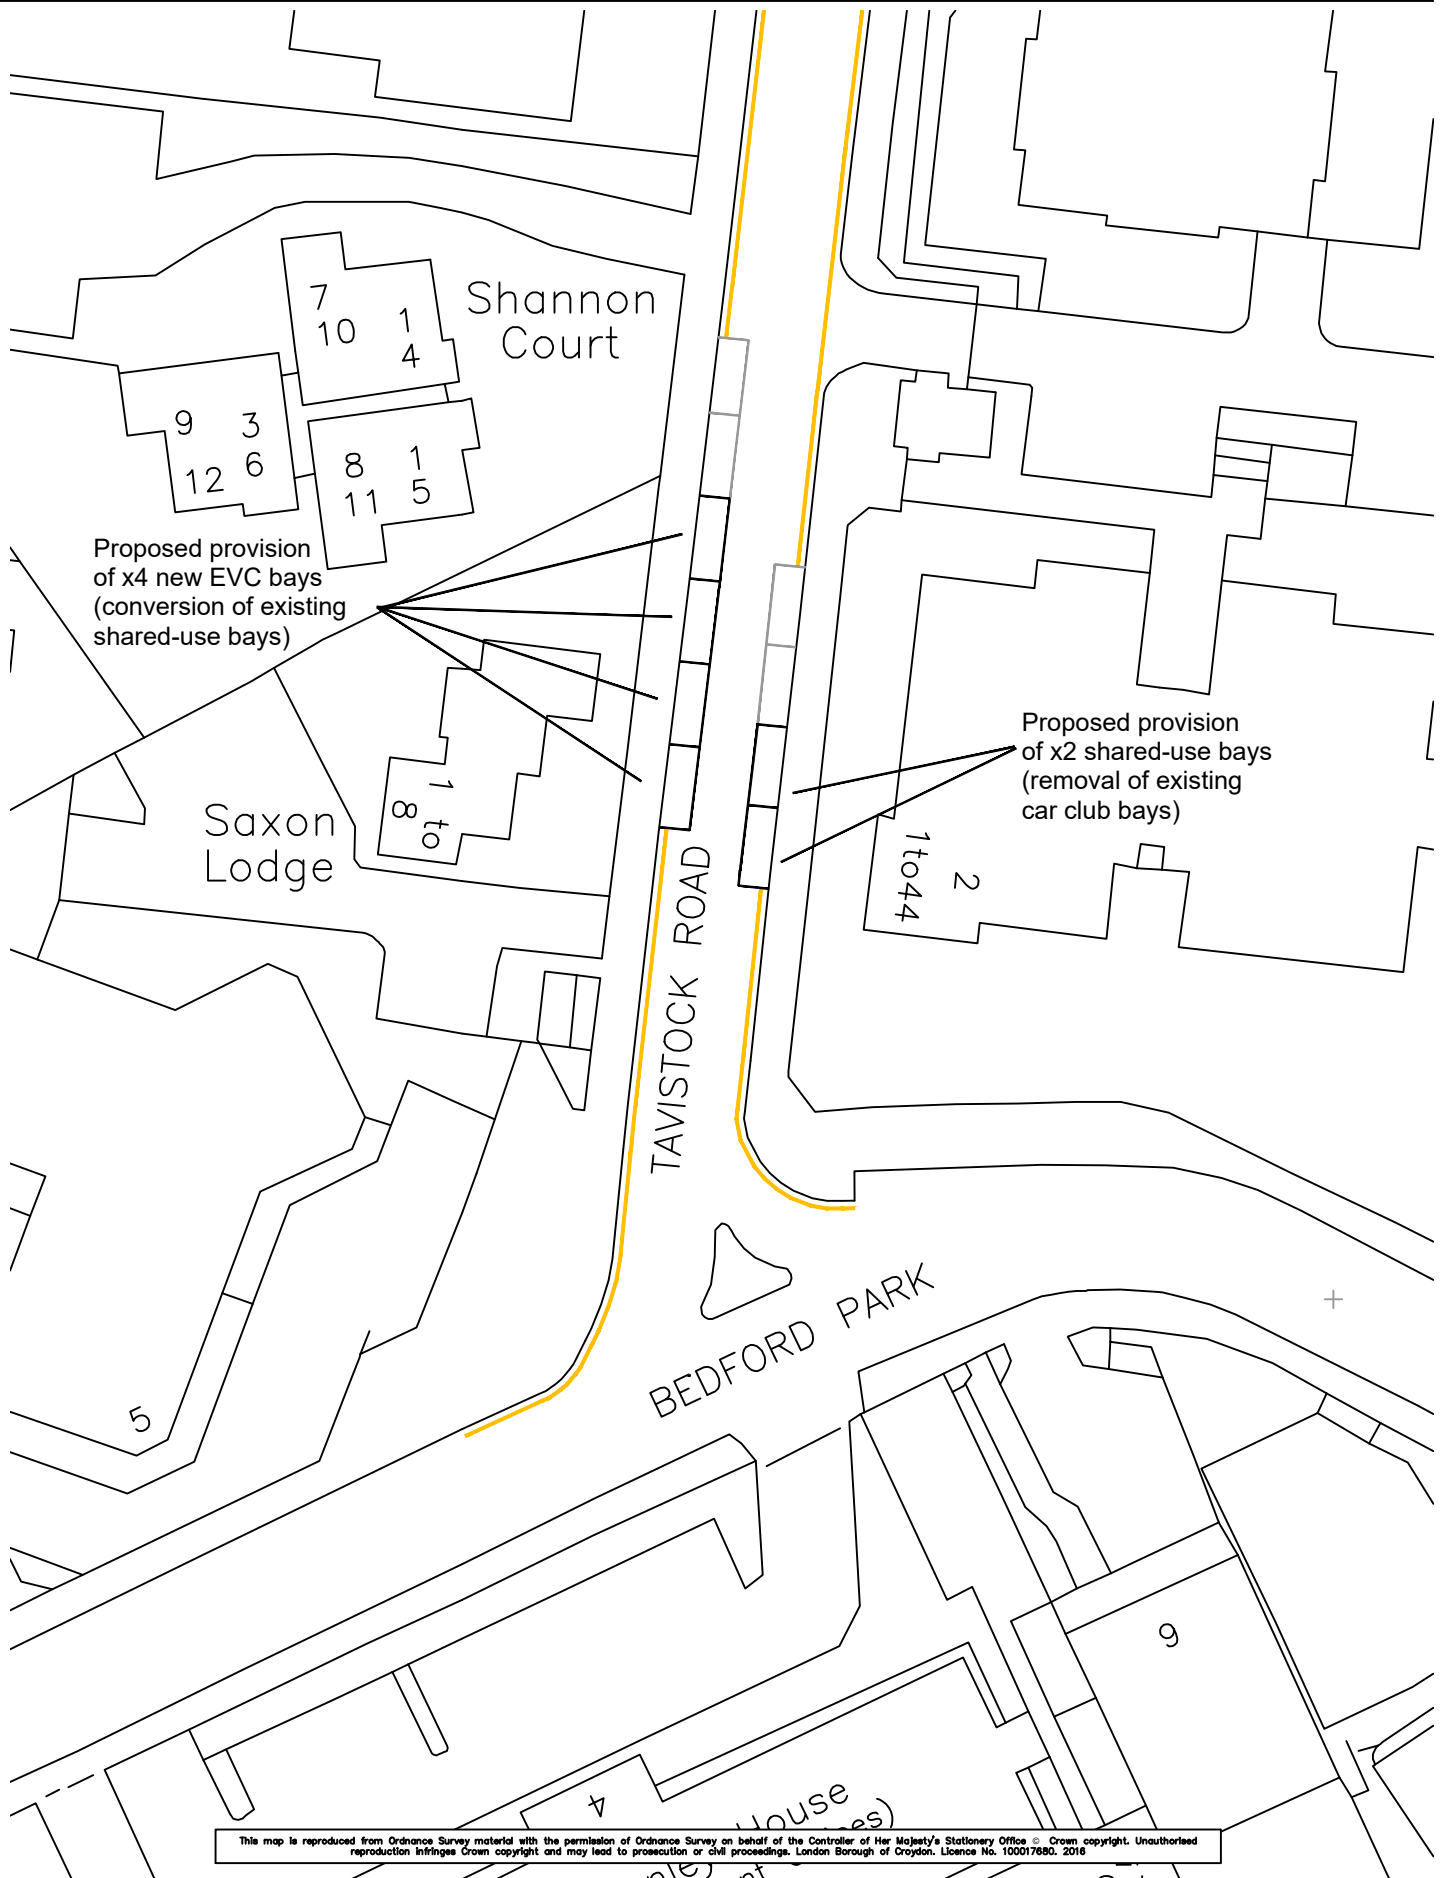 Shannon
Court
7
10
1
4
9
3
12
6
8
11
1
5
Proposed provision
of x4 new EVC bays
(conversion of existing
shared-use bays)
Proposed provision
of x2 shared-use bays
(removal of existing
car club bays)
Saxon
Lodge
1
to
8
2
1to44
TAVISTOCK ROAD
BEDFORD PARK
5
9
4
House
This map is reproduced from Ordnance Survey material with the permission of Ordnance Survey on behalf of the Controller of Her Majesty's Stationery Office © Crown copyright. Unauthorised
reproduction infringes Crown copyright and may lead to prosecution or civil proceedings. London Borough of Croydon. Licence No. 100017680. 2016